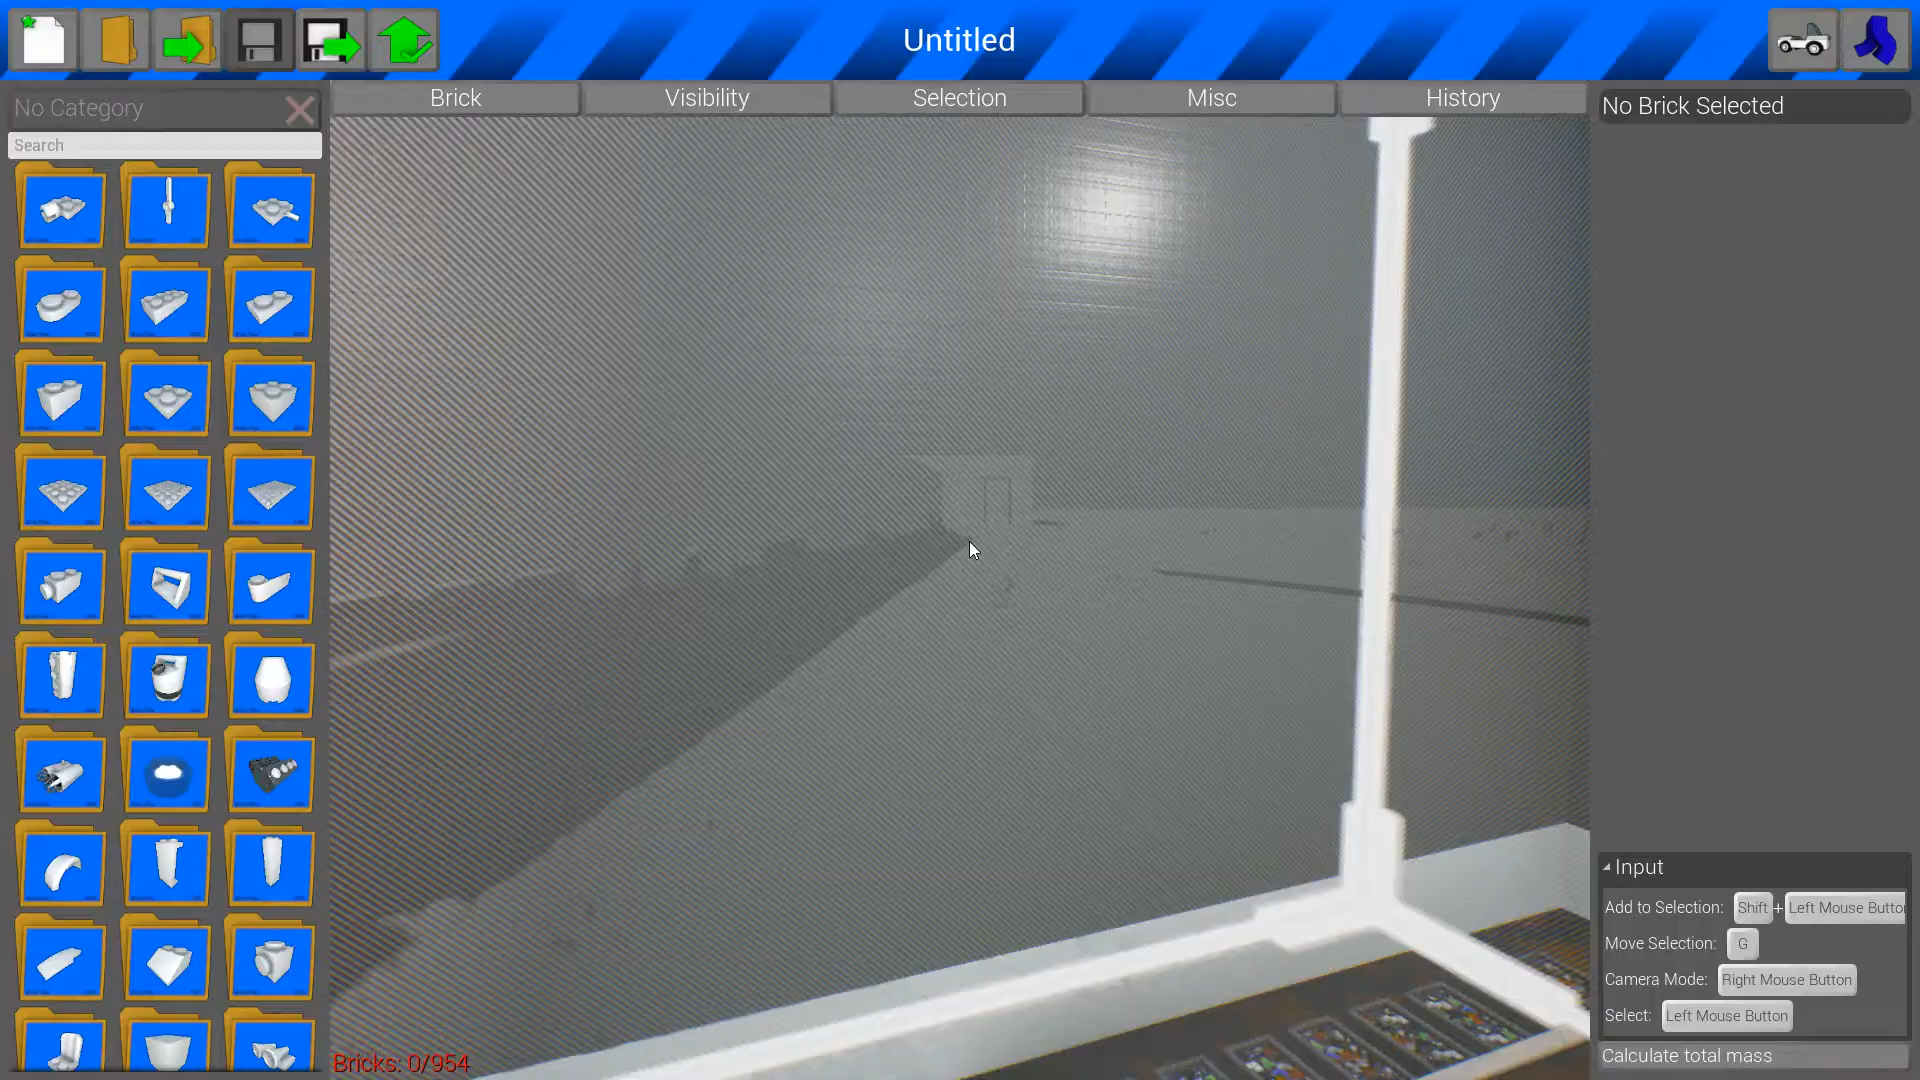 Untitled
No Category
Search
Brick
Visibility
Selection
Misc
History
No Brick Selected
Input
Add to Selection: Shift + Left Mouse Butto
Move Selection: G
Camera Mode: Right Mouse Button
Select: Left Mouse Button
Calculate total mass
Bricks: 0/954